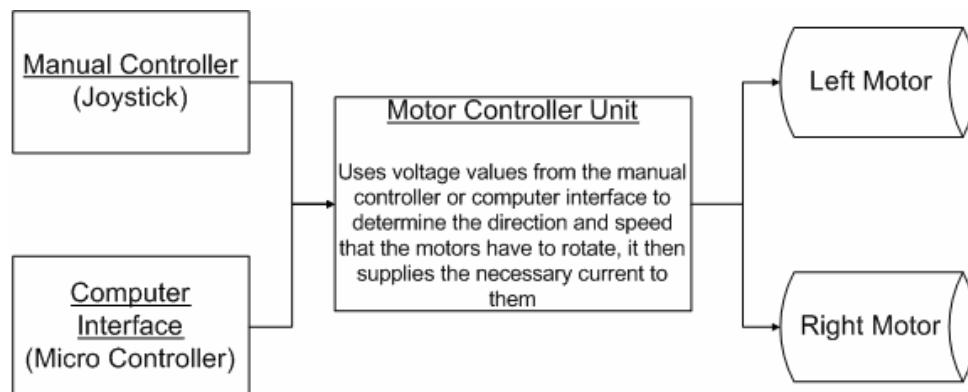 Manual Controller
(Joystick)
Computer
Interface
(Micro Controller)
Motor Controller Unit
Uses voltage values from the manual
controller or computer interface to
determine the direction and speed
that the motors have to rotate, it then
supplies the necessary current to
them
Left Motor
Right Motor